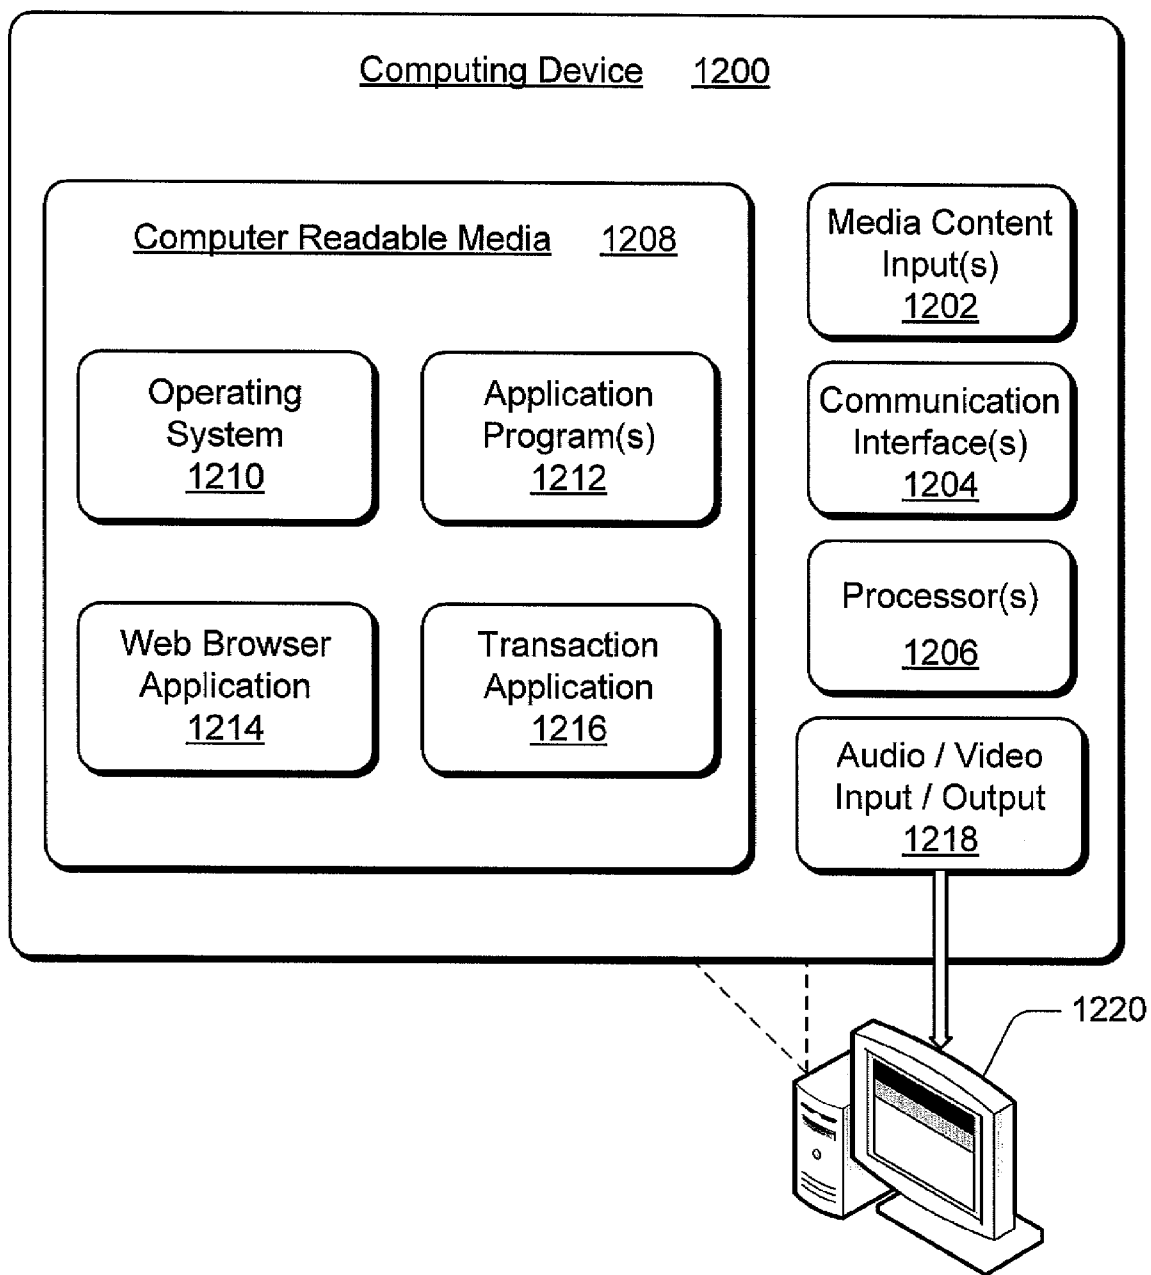 Computing Device 1200
Computer Readable Media 1208
Operating
System
1210
Application
Program(s)
1212
Web Browser
Application
1214
Transaction
Application
1216
Media Content
Input(s)
1202
Communication
Interface(s)
1204
Processor(s)
1206
Audio / Video
Input / Output
1218
1220